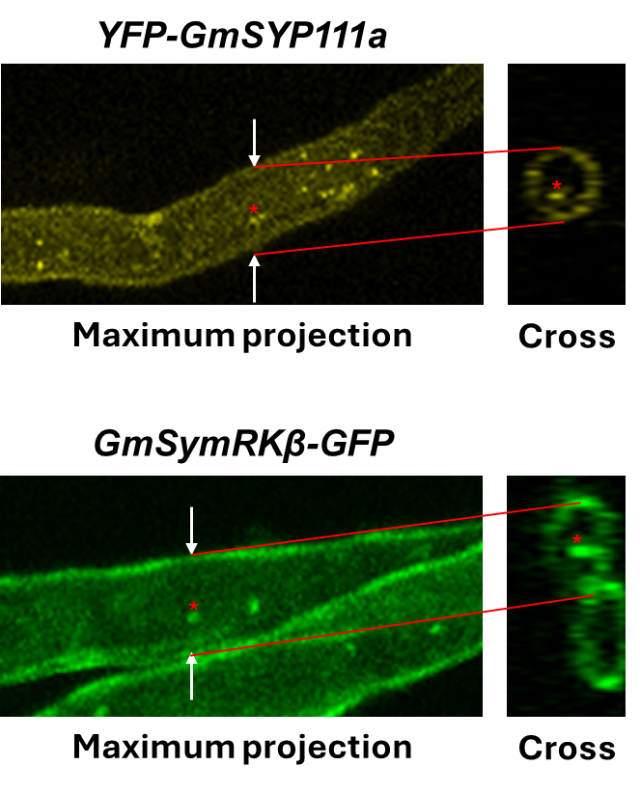 YFP-GmSYP111a
Maximum projection
Cross
GmSymRKβ-GFP
Maximum projection
Cross